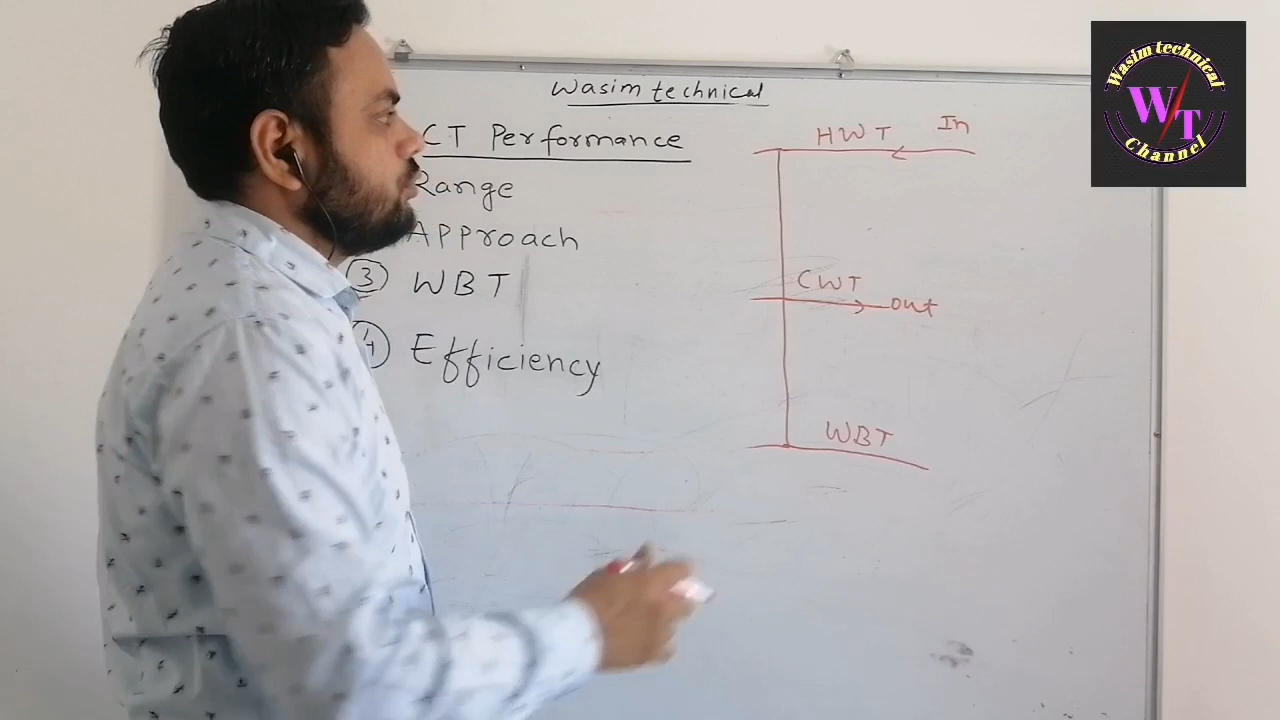 Wasim technical
CT Performance
Range
Approach
3 WBT
4 Efficiency
HWT In
CWT
out
WBT
Wasim technical
WT
Channel